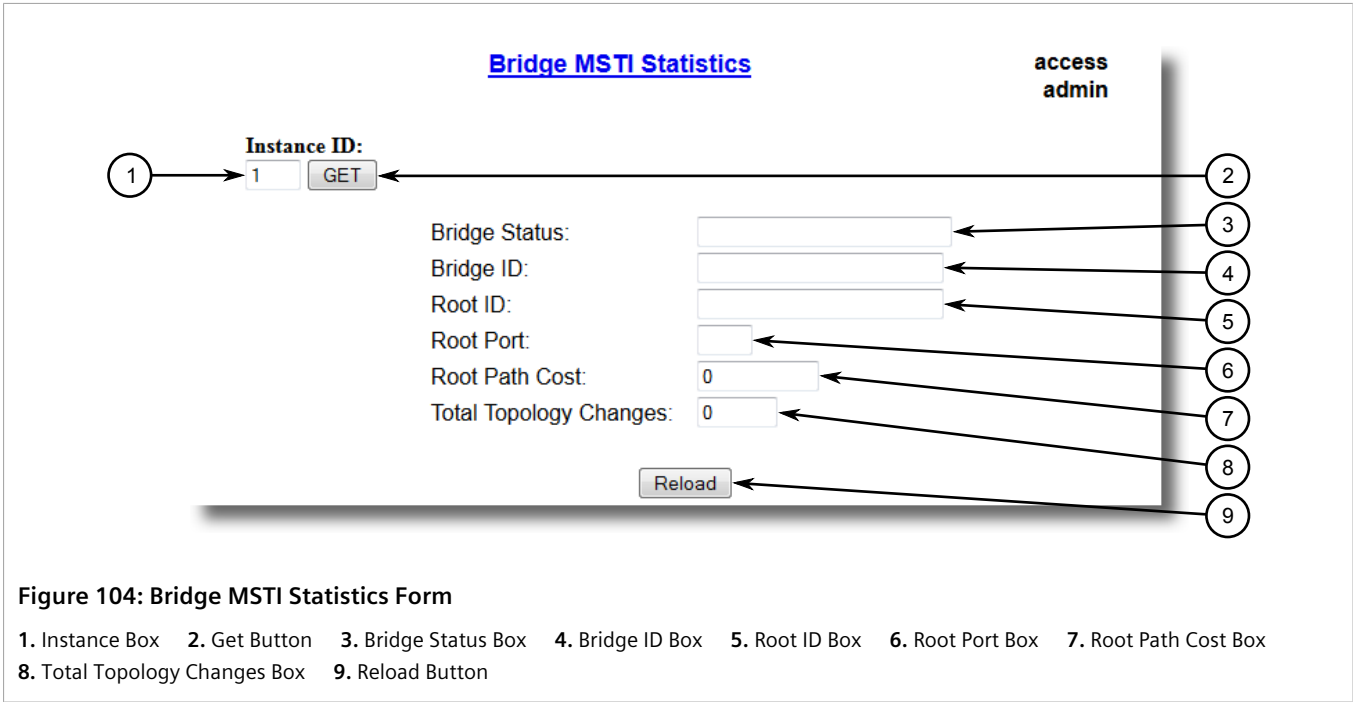 Bridge MSTI Statistics
access
admin
Instance ID:
1
1 GET
2
Bridge Status:
3
Bridge ID:
4
Root ID:
5
Root Port:
6
Root Path Cost: 0
7
Total Topology Changes: 0
8
Reload
9
Figure 104: Bridge MSTI Statistics Form
1. Instance Box 2. Get Button 3. Bridge Status Box 4. Bridge ID Box 5. Root ID Box 6. Root Port Box 7. Root Path Cost Box
8. Total Topology Changes Box 9. Reload Button